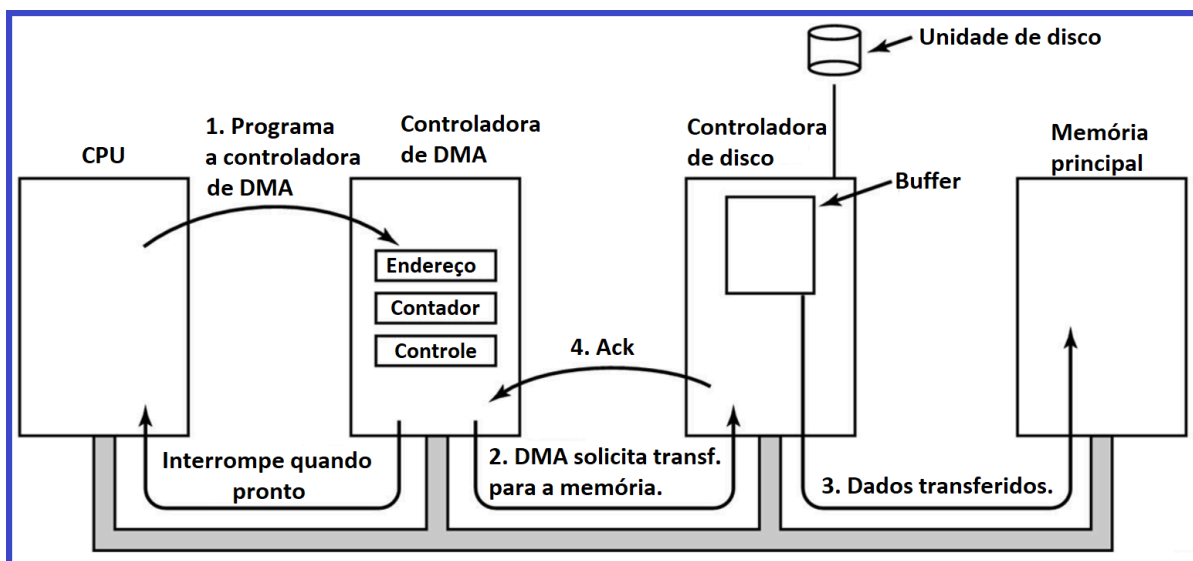 Unidade de disco
1. Programa
a controladora
de DMA
Controladora
de DMA
Controladora
de disco
Memória
principal
CPU
Buffer
Endereço
Contador
Controle
4. Ack
Interrompe quando
pronto
2. DMA solicita transf.
para a memória.
3. Dados transferidos.